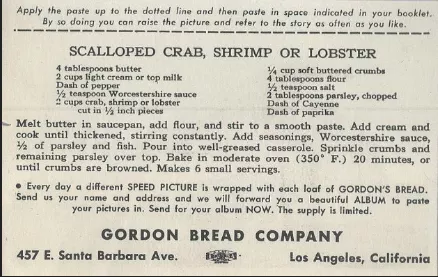 Apply the paste up to the dotted line and then paste in space indicated in your booklet.
By so doing you can raise the picture and refer to the story as often as you like.
SCALLOPED CRAB, SHRIMP OR LOBSTER
4 tablespoons butter
2 cups light cream or top milk
Dash of pepper
½ teaspoon Worcestershire sauce
2 cups crab, shrimp or lobster
cut in ½ inch pieces
¼ cup soft buttered crumbs
4 tablespoons flour
½ teaspoon salt
2 tablespoons parsley, chopped
Dash of Cayenne
Dash of paprika
Melt butter in saucepan, add flour, and stir to a smooth paste. Add cream and
cook until thickened, stirring constantly. Add seasonings, Worcestershire sauce,
½ of parsley and fish. Pour into well-greased casserole. Sprinkle crumbs and
remaining parsley over top. Bake in moderate oven (350° F.) 20 minutes, or
until crumbs are browned. Makes 6 small servings.
• Every day a different SPEED PICTURE is wrapped with each loaf of GORDON'S BREAD.
Send us your name and address and we will forward you a beautiful ALBUM to paste
your pictures in. Send for your album NOW. The supply is limited.
GORDON BREAD COMPANY
457 E. Santa Barbara Ave. Los Angeles, California